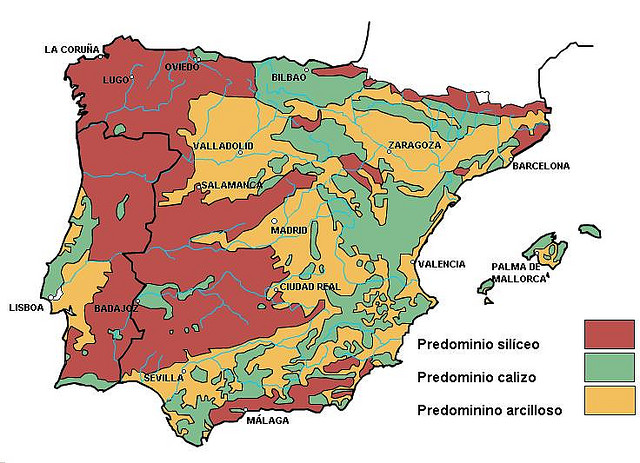 LA CORUÑA
OVIEDO
LUGO
BILBAO
VALLADOLID
ZARAGOZA
BARCELONA
SALAMANCA
MADRID
VALENCIA
PALMA DE
MALLORCA
CIUDAD REAL
LISBOA
BADAJOZ
SEVILLA
MÁLAGA
Predominio silíceo
Predominio calizo
Predominino arcilloso